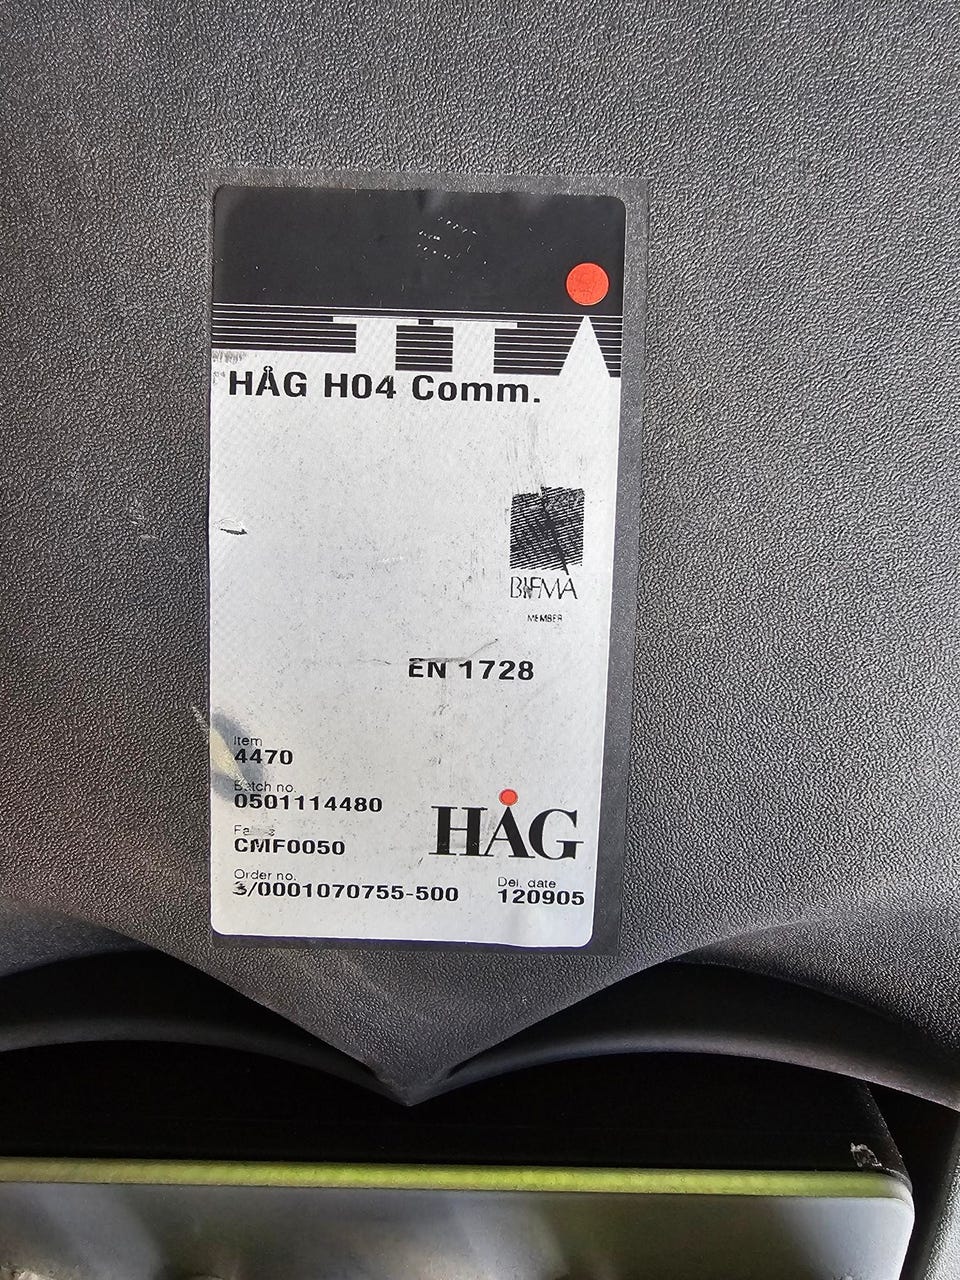 HÅG H04 Comm.
BIFMA
MEMBER
EN 1728
Item
4470
Batch no.
0501114480
CMF0050
HÅG
Order no.
3/0001070755-500
Del. date
120905